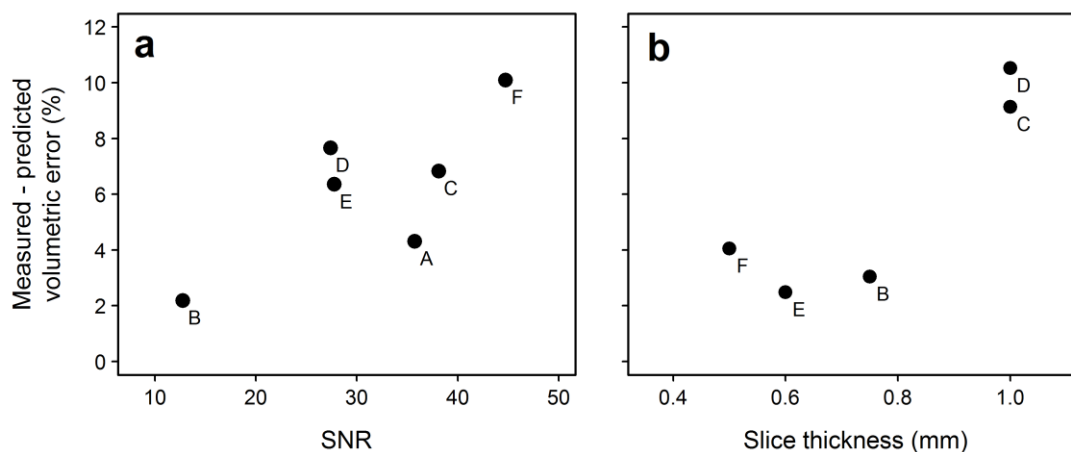 a
b
Measured - predicted
volumetric error (%)
12
10
8
6
4
2
0
F
D
E
C
A
B
D
C
F
E
B
10 20 30 40 50
0.4 0.6 0.8 1.0
SNR
Slice thickness (mm)